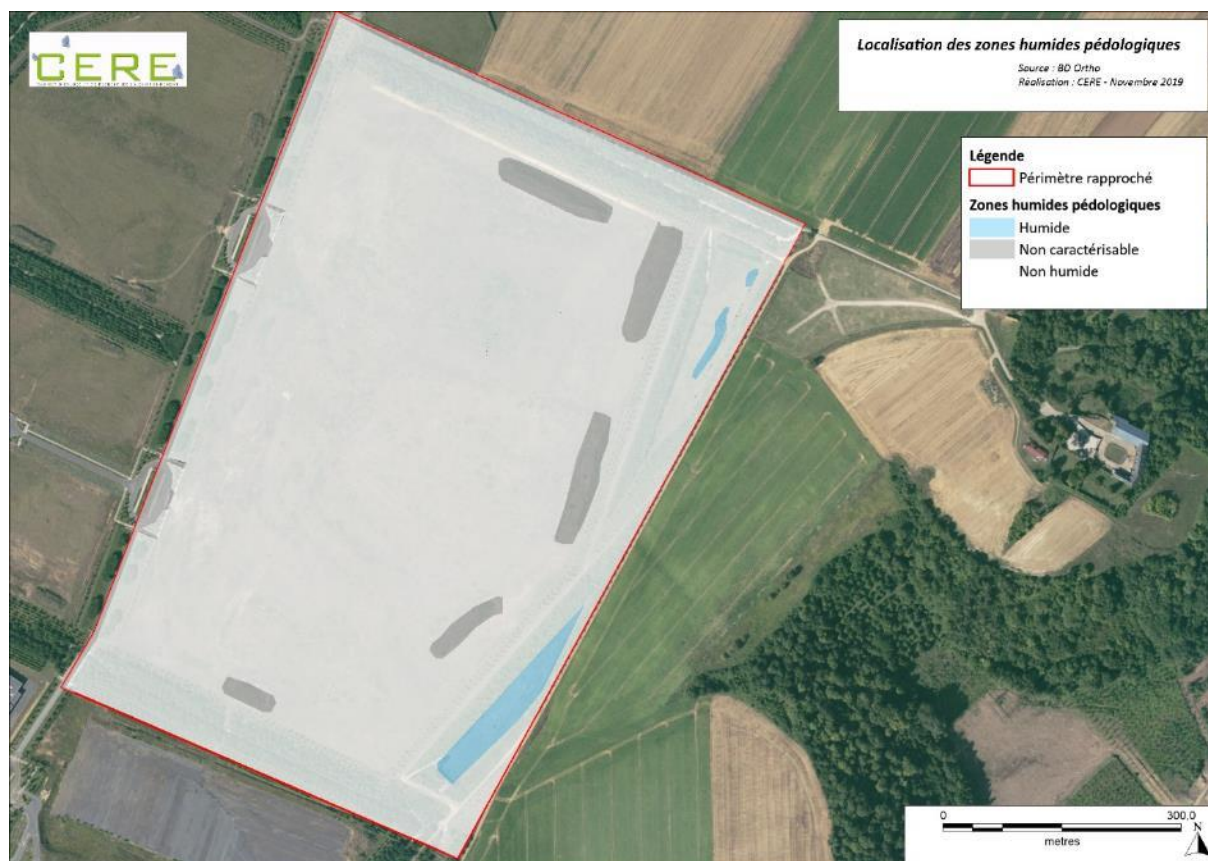 CERE
Localisation des zones humides pédologiques
Source : BD Ortho
Réalisation : CERE - Novembre 2019
Légende
Périmètre rapproché
Zones humides pédologiques
Humide
Non caractérisable
Non humide
0 300,0
metres
N